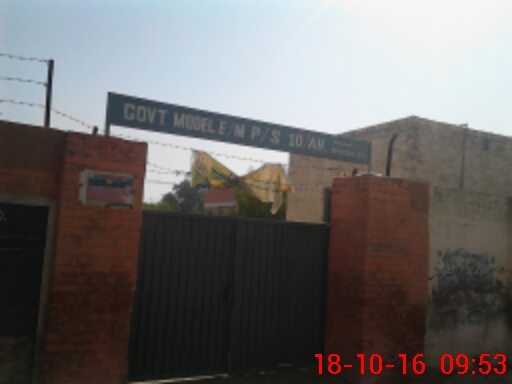 GOVT MODEL E/M P/S 10/AH
18-10-16 09:53